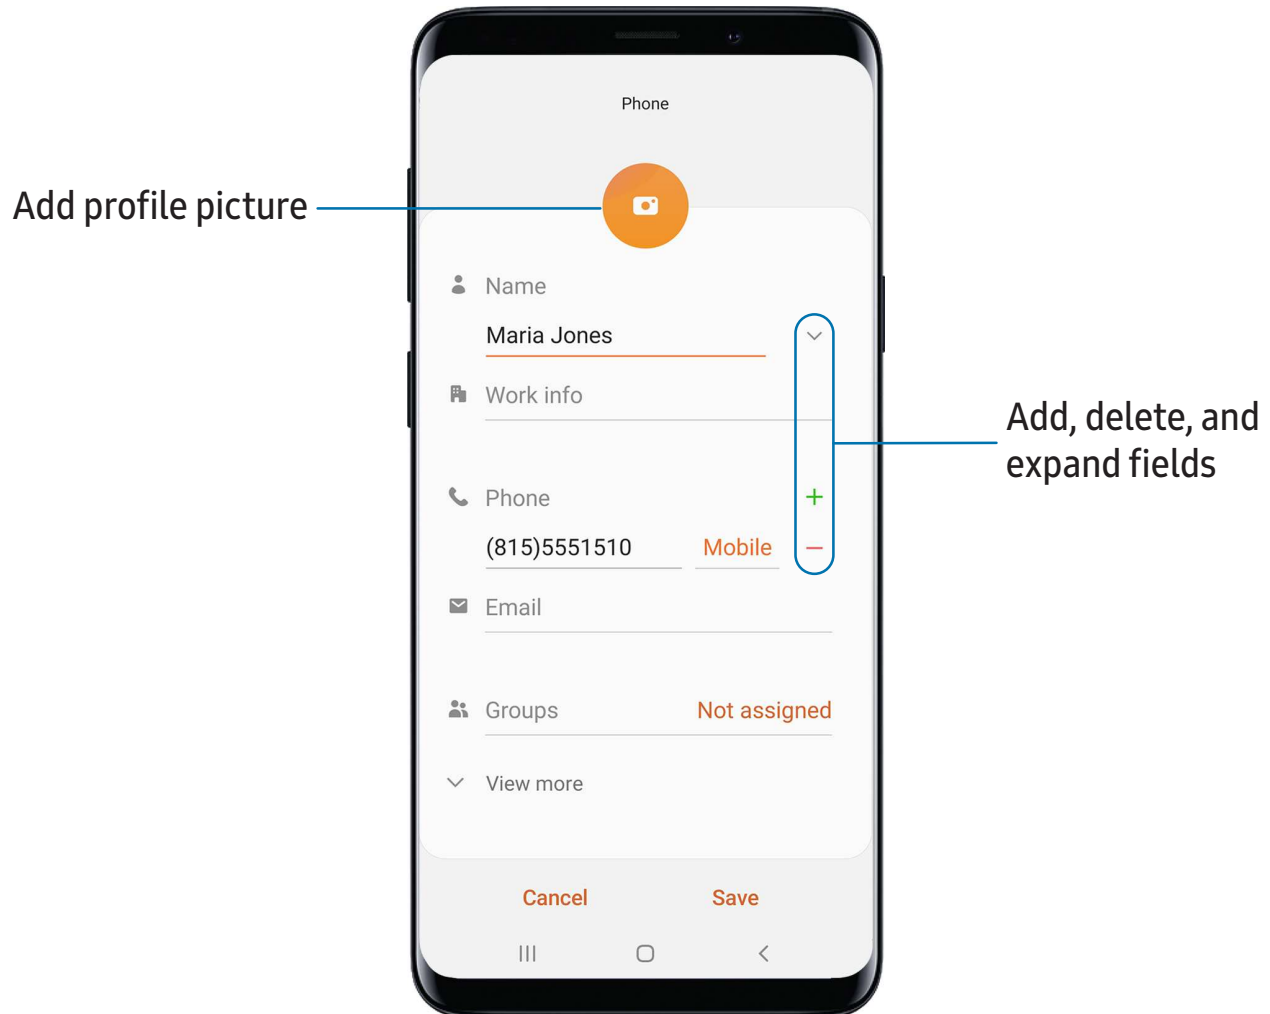 Phone
Add profile picture
Name
Maria Jones
Work info
Add, delete, and
expand fields
Phone
(815)5551510 Mobile
Email
Groups Not assigned
View more
Cancel Save